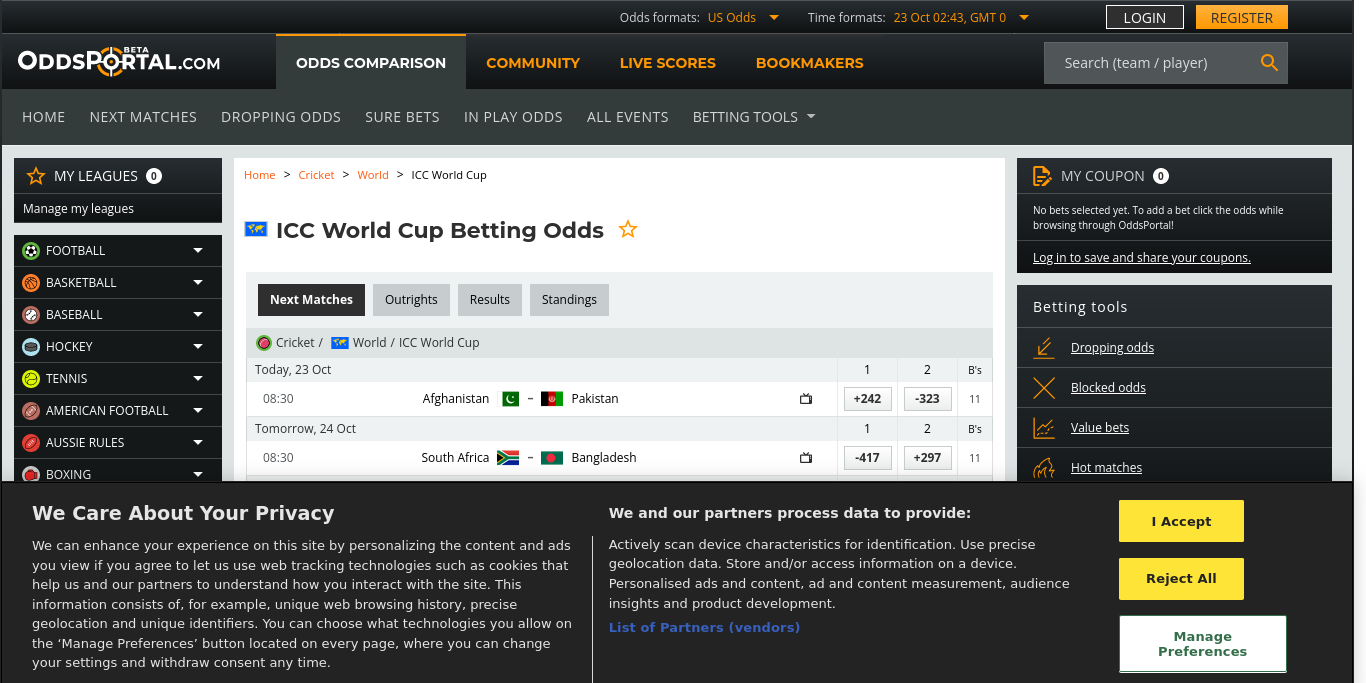 Odds formats: US Odds Time formats: 23 Oct 02:43, GMT 0 LOGIN REGISTER
ODDSPORTAL.COM BETA
ODDS COMPARISON COMMUNITY LIVE SCORES BOOKMAKERS Search (team / player)
HOME NEXT MATCHES DROPPING ODDS SURE BETS IN PLAY ODDS ALL EVENTS BETTING TOOLS
MY LEAGUES 0
Manage my leagues
FOOTBALL
BASKETBALL
BASEBALL
HOCKEY
TENNIS
AMERICAN FOOTBALL
AUSSIE RULES
BOXING
Home > Cricket > World > ICC World Cup
ICC World Cup Betting Odds
Next Matches Outrights Results Standings
Cricket / World / ICC World Cup
Today, 23 Oct 1 2 B's
08:30 Afghanistan – Pakistan +242 -323 11
Tomorrow, 24 Oct 1 2 B's
08:30 South Africa – Bangladesh -417 +297 11
MY COUPON 0
No bets selected yet. To add a bet click the odds while
browsing through OddsPortal!
Log in to save and share your coupons.
Betting tools
Dropping odds
Blocked odds
Value bets
Hot matches
We Care About Your Privacy
We can enhance your experience on this site by personalizing the content and ads
you view if you agree to let us use web tracking technologies such as cookies that
help us and our partners to understand how you interact with the site. This
information consists of, for example, unique web browsing history, precise
geolocation and unique identifiers. You can choose what technologies you allow on
the ‘Manage Preferences’ button located on every page, where you can change
your settings and withdraw consent any time.
We and our partners process data to provide:
Actively scan device characteristics for identification. Use precise
geolocation data. Store and/or access information on a device.
Personalised ads and content, ad and content measurement, audience
insights and product development.
List of Partners (vendors)
I Accept
Reject All
Manage
Preferences